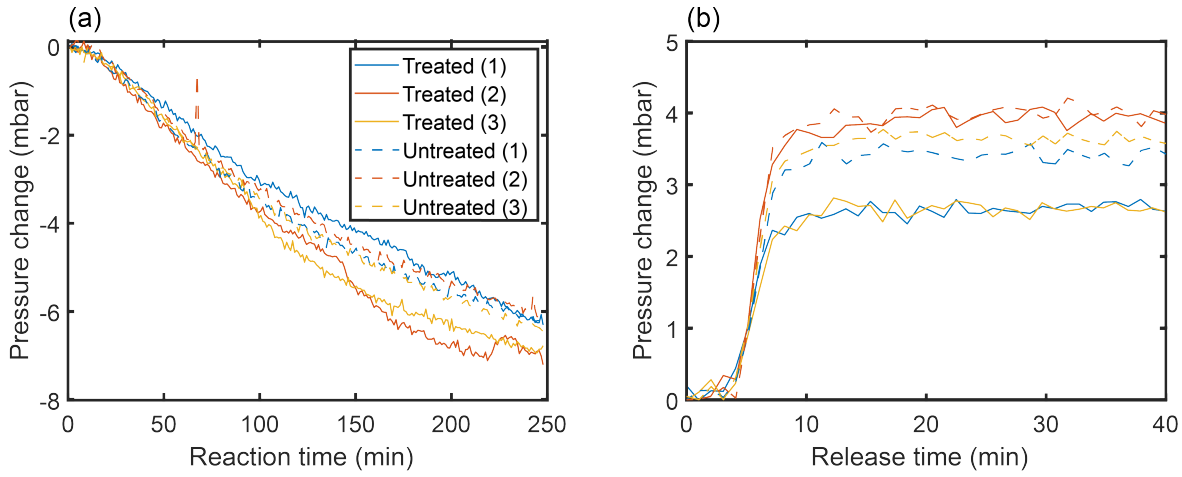 (a)
Pressure change (mbar)
0
-2
-4
-6
-8
Treated (1)
Treated (2)
Treated (3)
Untreated (1)
Untreated (2)
Untreated (3)
0 50 100 150 200 250
Reaction time (min)
(b)
Pressure change (mbar)
5
4
3
2
1
0
0 10 20 30 40
Release time (min)